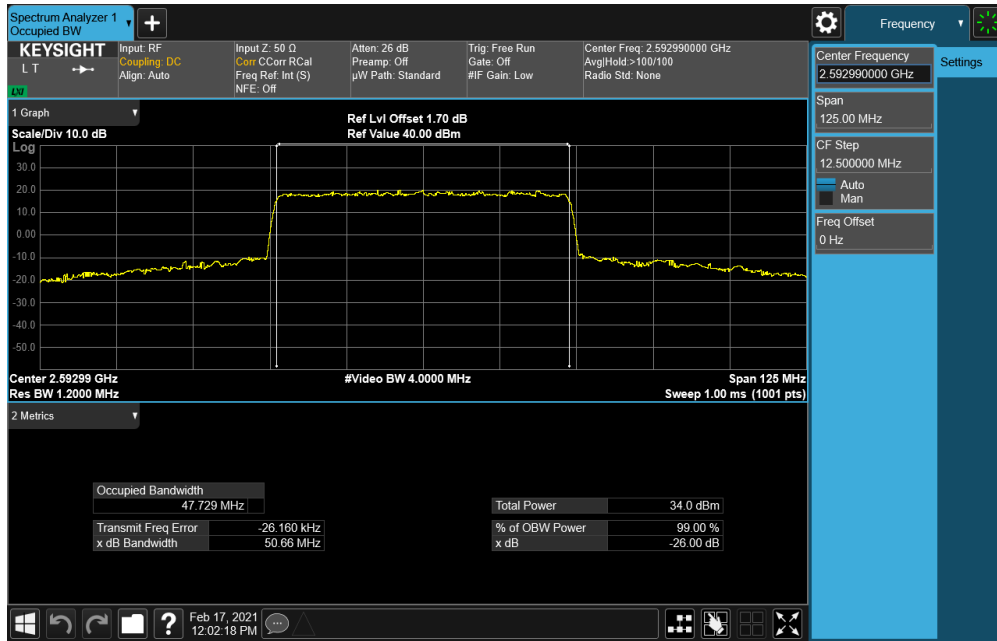 Spectrum Analyzer 1
Occupied BW
Frequency
KEYSIGHT
L T
LXI
Input: RF
Coupling: DC
Align: Auto
Input Z: 50 Ω
Corr CCorr RCal
Freq Ref: Int (S)
NFE: Off
Atten: 26 dB
Preamp: Off
µW Path: Standard
Trig: Free Run
Gate: Off
#IF Gain: Low
Center Freq: 2.592990000 GHz
Avg|Hold:>100/100
Radio Std: None
Center Frequency
2.592990000 GHz
Settings
Span
125.00 MHz
CF Step
12.500000 MHz
Auto
Man
Freq Offset
0 Hz
1 Graph
Scale/Div 10.0 dB
Ref Lvl Offset 1.70 dB
Ref Value 40.00 dBm
Log
30.0
20.0
10.0
0.00
-10.0
-20.0
-30.0
-40.0
-50.0
Center 2.59299 GHz
#Video BW 4.0000 MHz
Span 125 MHz
Res BW 1.2000 MHz
Sweep 1.00 ms (1001 pts)
2 Metrics
Occupied Bandwidth
47.729 MHz
Total Power 34.0 dBm
Transmit Freq Error -26.160 kHz
% of OBW Power 99.00 %
x dB Bandwidth 50.66 MHz
x dB -26.00 dB
?
Feb 17, 2021
12:02:18 PM